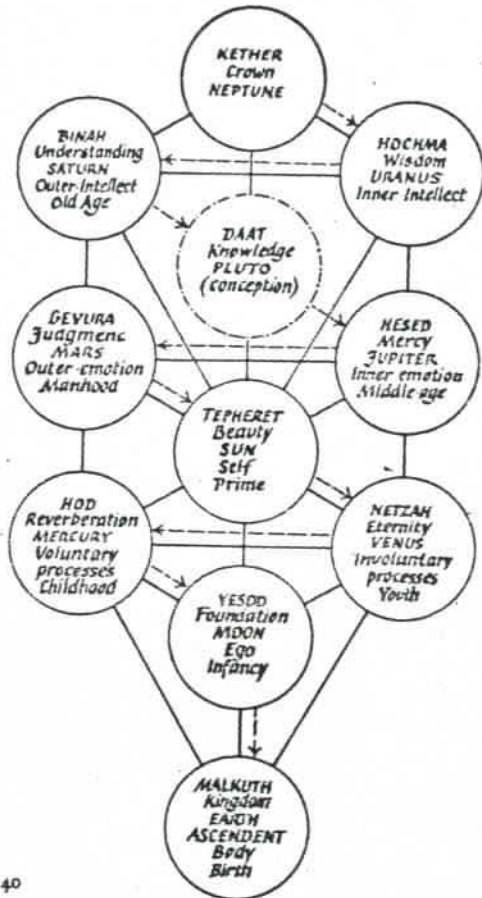 KETHER
Crown
NEPTUNE
BINAH
Understanding
SATURN
Outer-Intellect
Old Age
HOCHMA
Wisdom
URANUS
Inner Intellect
DAAT
Knowledge
PLUTO
(conception)
GEVURA
Judgment
MARS
Outer-emotion
Manhood
HESED
Mercy
JUPITER
Inner emotion
Middle-age
TEPHERET
Beauty
SUN
Self
Prime
HOD
Reverberation
MERCURY
Voluntary
processes
Childhood
NETZAH
Eternity
VENUS
Involuntary
processes
Youth
YESOD
Foundation
MOON
Ego
Infancy
MALKUTH
Kingdom
EARTH
ASCENDENT
Body
Birth
40